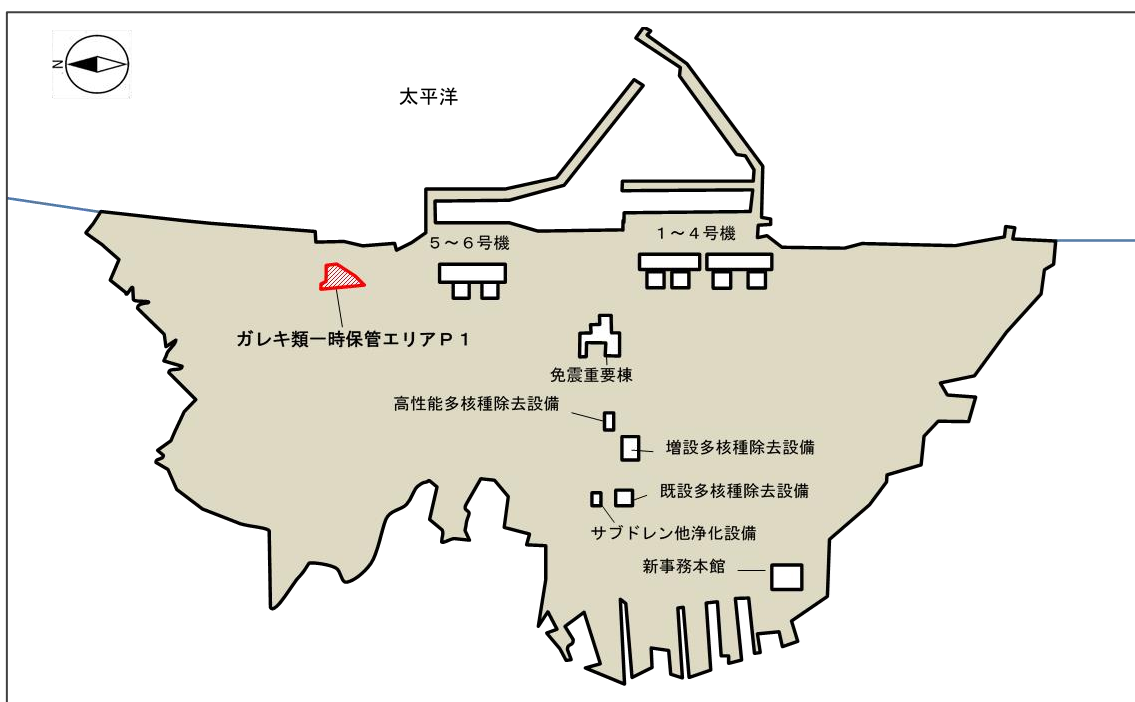 N
太平洋
5~6号機
1~4号機
ガレキ類一時保管エリアP1
免震重要棟
高性能多核種除去設備
増設多核種除去設備
既設多核種除去設備
サブドレン他浄化設備
新事務本館